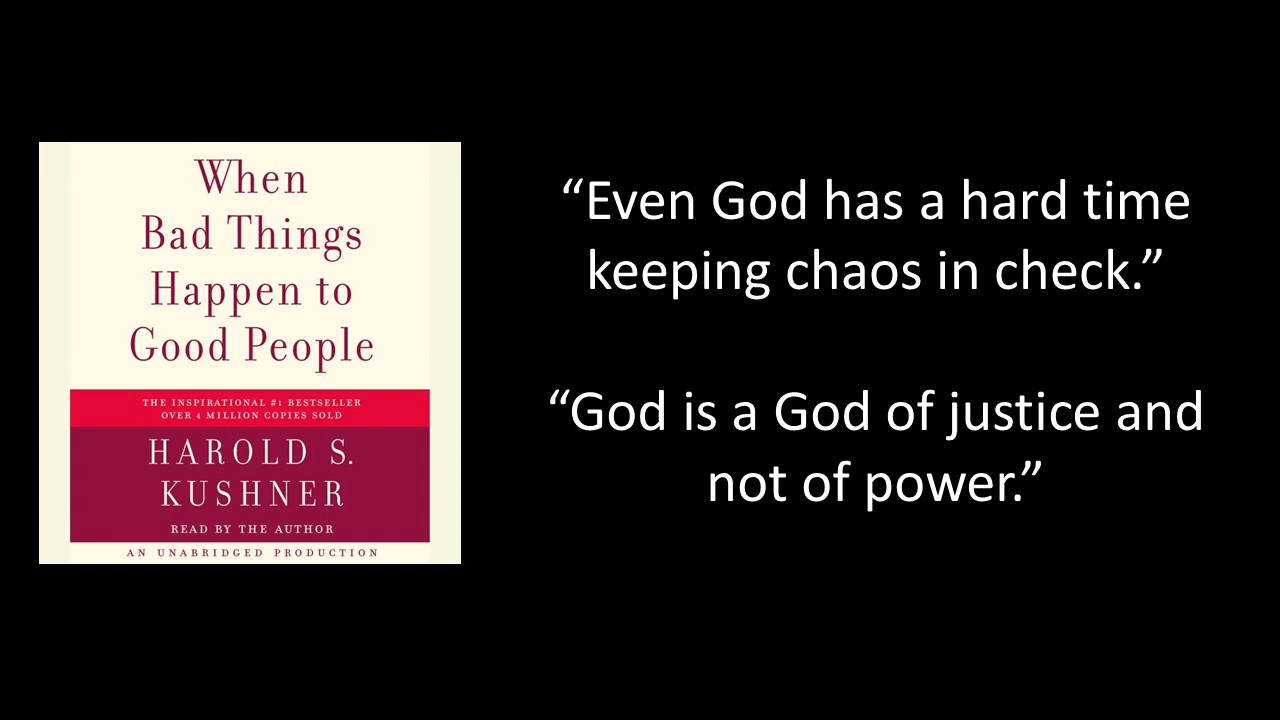 When
Bad Things
Happen to
Good People
THE INSPIRATIONAL #1 BESTSELLER
OVER 4 MILLION COPIES SOLD
HAROLD S.
KUSHNER
READ BY THE AUTHOR
AN UNABRIDGED PRODUCTION
“Even God has a hard time
keeping chaos in check.”
“God is a God of justice and
not of power.”